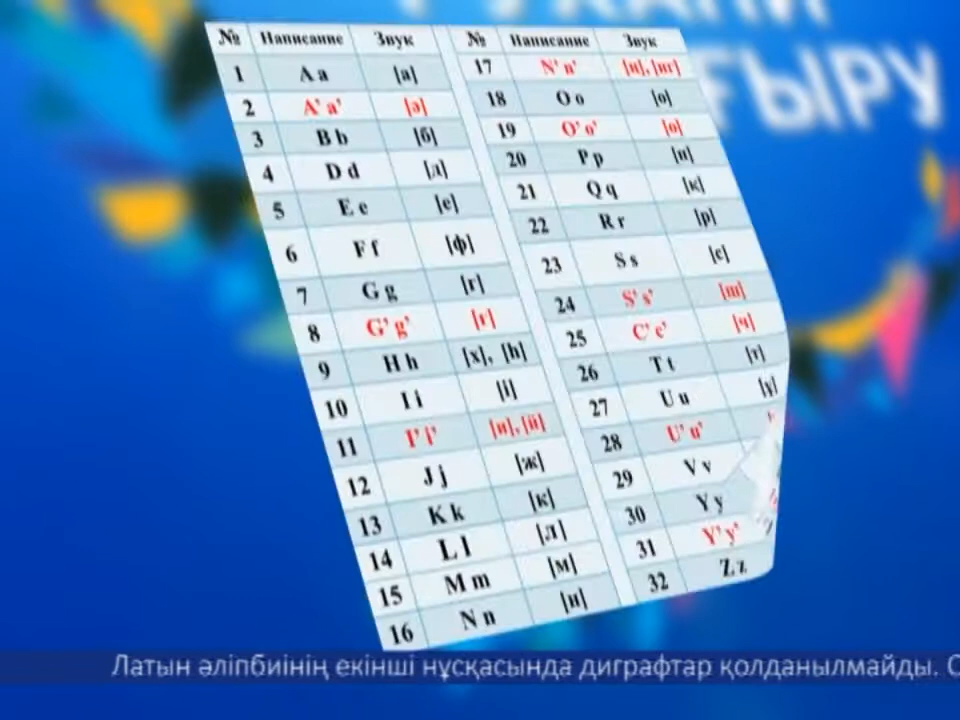 РУХАНИ
ҒЫРУ
№ Написание Звук
1 A a [а]
2 A' a' [ә]
3 B b [б]
4 D d [д]
5 E e [е]
6 F f [ф]
7 G g [г]
8 G' g' [ғ]
9 H h [х], [h]
10 I i [і]
11 I' i' [и], [й]
12 J j [ж]
13 K k [к]
14 L l [л]
15 M m [м]
16 N n [н]
№ Написание Звук
17 N' n' [ң], [нг]
18 O o [о]
19 O' o' [ө]
20 P p [п]
21 Q q [қ]
22 R r [р]
23 S s [с]
24 S' s' [ш]
25 C' c' [ч]
26 T t [т]
27 U u [ұ]
28 U' u'
29 V v
30 Y y
31 Y' y'
32 Z z
Латын әліпбиінің екінші нұсқасында диграфтар қолданылмайды. С